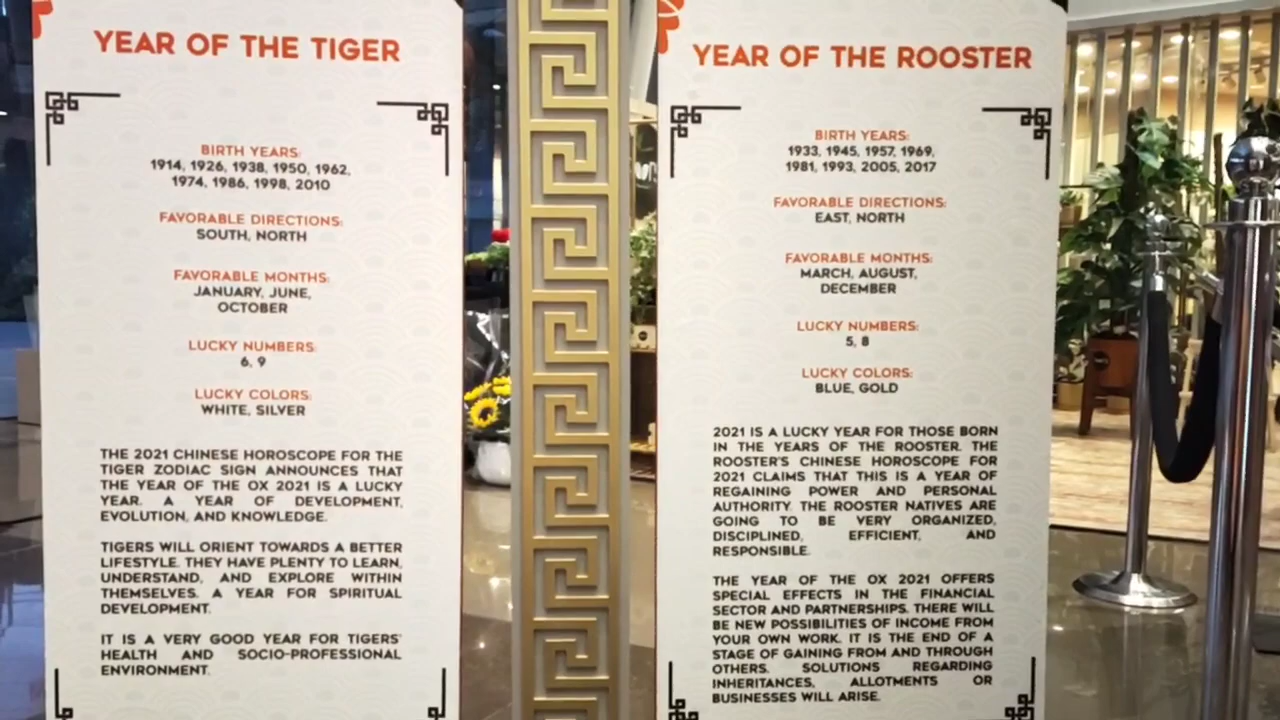 YEAR OF THE TIGER
BIRTH YEARS:
1914, 1926, 1938, 1950, 1962,
1974, 1986, 1998, 2010
FAVORABLE DIRECTIONS:
SOUTH, NORTH
FAVORABLE MONTHS:
JANUARY, JUNE,
OCTOBER
LUCKY NUMBERS:
6, 9
LUCKY COLORS:
WHITE, SILVER
THE 2021 CHINESE HOROSCOPE FOR THE
TIGER ZODIAC SIGN ANNOUNCES THAT
THE YEAR OF THE OX 2021 IS A LUCKY
YEAR. A YEAR OF DEVELOPMENT,
EVOLUTION, AND KNOWLEDGE.
TIGERS WILL ORIENT TOWARDS A BETTER
LIFESTYLE. THEY HAVE PLENTY TO LEARN,
UNDERSTAND, AND EXPLORE WITHIN
THEMSELVES. A YEAR FOR SPIRITUAL
DEVELOPMENT.
IT IS A VERY GOOD YEAR FOR TIGERS'
HEALTH AND SOCIO-PROFESSIONAL
ENVIRONMENT.
YEAR OF THE ROOSTER
BIRTH YEARS:
1933, 1945, 1957, 1969,
1981, 1993, 2005, 2017
FAVORABLE DIRECTIONS:
EAST, NORTH
FAVORABLE MONTHS:
MARCH, AUGUST,
DECEMBER
LUCKY NUMBERS:
5, 8
LUCKY COLORS:
BLUE, GOLD
2021 IS A LUCKY YEAR FOR THOSE BORN
IN THE YEARS OF THE ROOSTER. THE
ROOSTER'S CHINESE HOROSCOPE FOR
2021 CLAIMS THAT THIS IS A YEAR OF
REGAINING POWER AND PERSONAL
AUTHORITY. THE ROOSTER NATIVES ARE
GOING TO BE VERY ORGANIZED,
DISCIPLINED, EFFICIENT, AND
RESPONSIBLE.
THE YEAR OF THE OX 2021 OFFERS
SPECIAL EFFECTS IN THE FINANCIAL
SECTOR AND PARTNERSHIPS. THERE WILL
BE NEW POSSIBILITIES OF INCOME FROM
YOUR OWN WORK. IT IS THE END OF A
STAGE OF GAINING FROM AND THROUGH
OTHERS. SOLUTIONS REGARDING
INHERITANCES, ALLOTMENTS OR
BUSINESSES WILL ARISE.